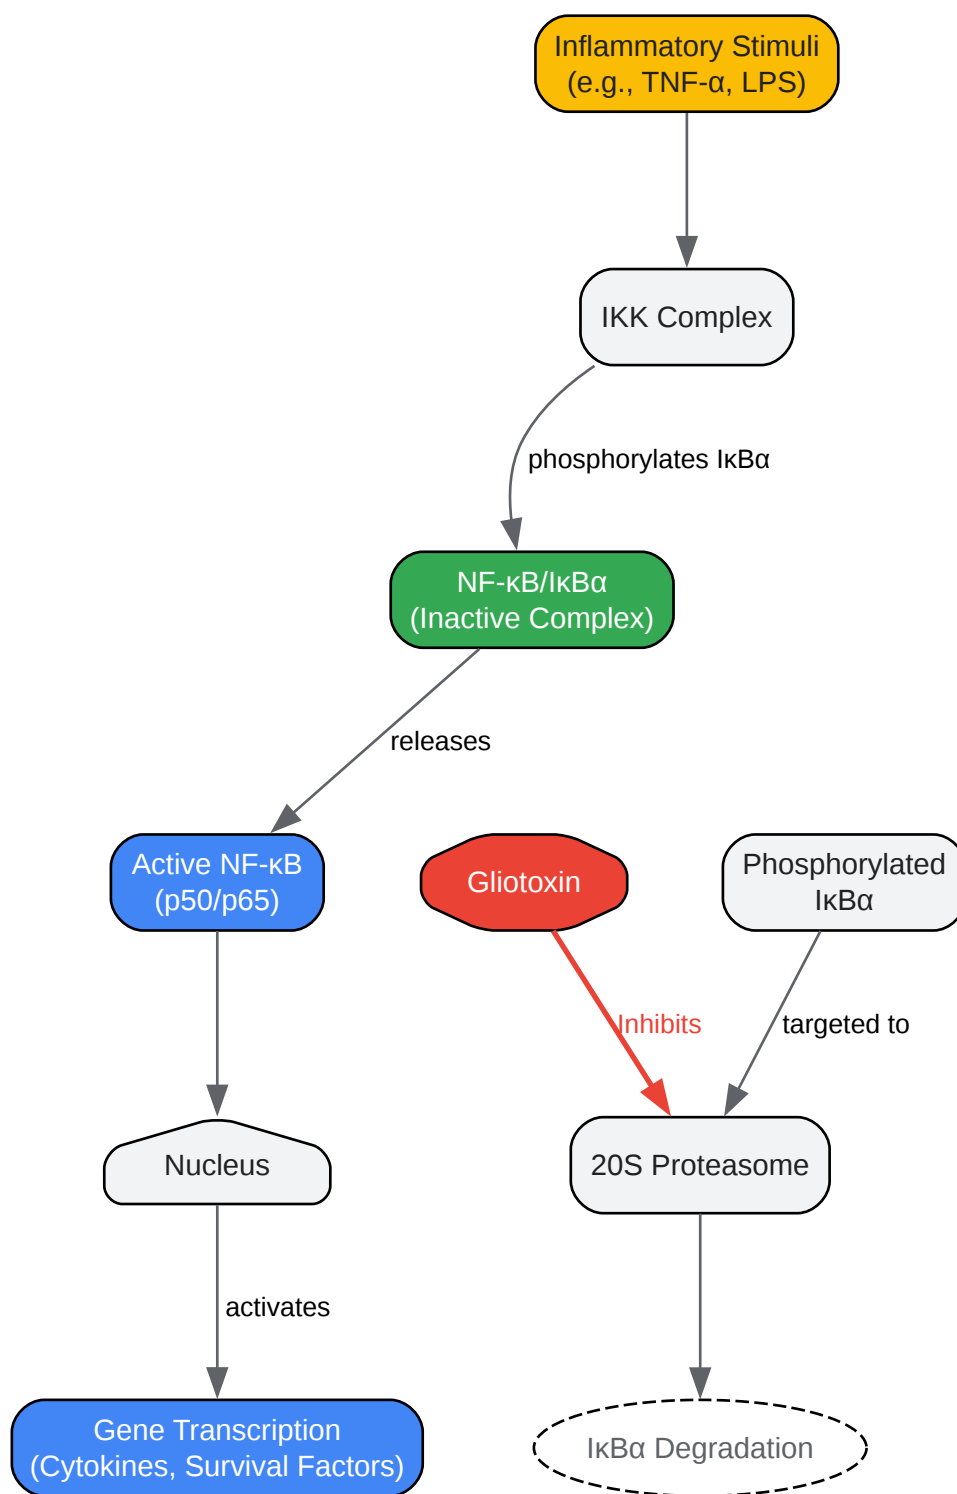 Inflammatory Stimuli
(e.g., TNF-α, LPS)
IKK Complex
phosphorylates IκBα
NF-κB/IκBα
(Inactive Complex)
releases
Active NF-κB
(p50/p65)
Gliotoxin
Phosphorylated
IκBα
Inhibits
targeted to
Nucleus
20S Proteasome
activates
Gene Transcription
(Cytokines, Survival Factors)
IκBα Degradation